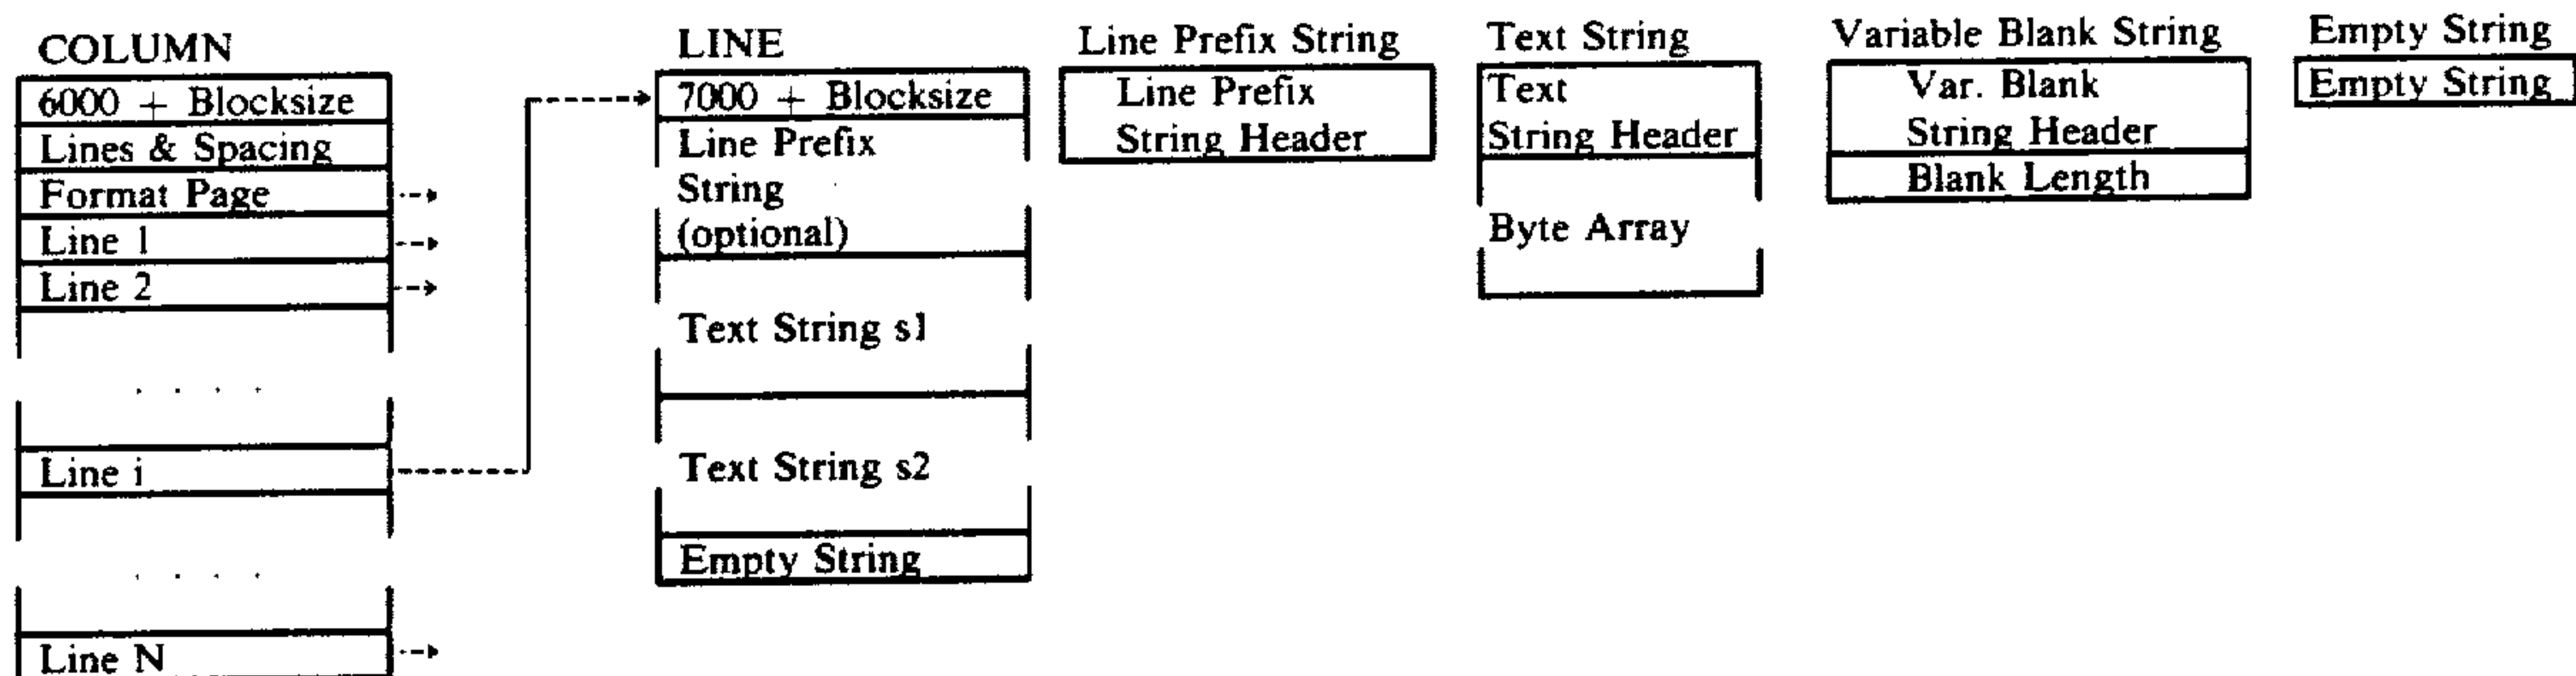 COLUMN
6000 + Blocksize
Lines & Spacing
Format Page
Line 1
Line 2
. . . .
Line i
. . . .
Line N
LINE
7000 + Blocksize
Line Prefix
String
(optional)
Text String s1
Text String s2
Empty String
Line Prefix String
Line Prefix
String Header
Text String
Text
String Header
Byte Array
Variable Blank String
Var. Blank
String Header
Blank Length
Empty String
Empty String